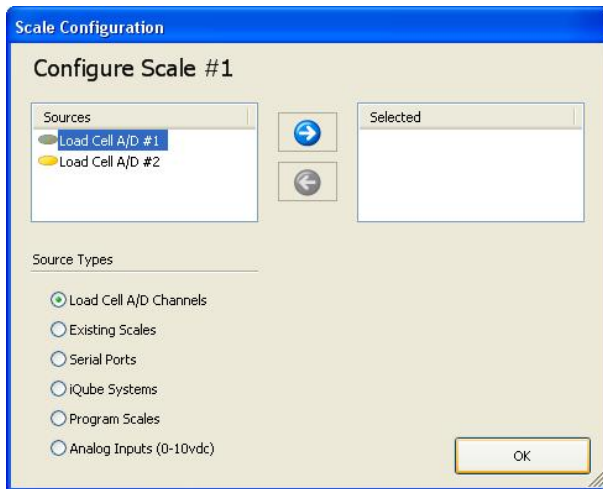 Scale Configuration
Configure Scale #1
Sources
Selected
Load Cell A/D #1
Load Cell A/D #2
Source Types
Load Cell A/D Channels
Existing Scales
Serial Ports
iQube Systems
Program Scales
Analog Inputs (0-10vdc)
OK